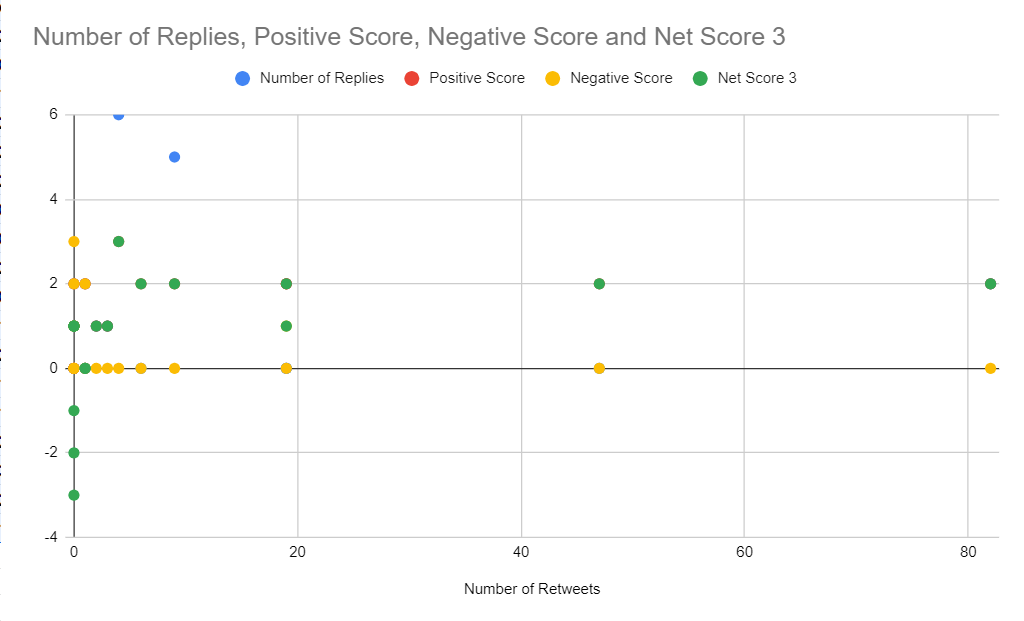 Number of Replies, Positive Score, Negative Score and Net Score 3
Number of Replies Positive Score Negative Score Net Score 3
6
4
2
0
-2
-4
0 20 40 60 80
Number of Retweets